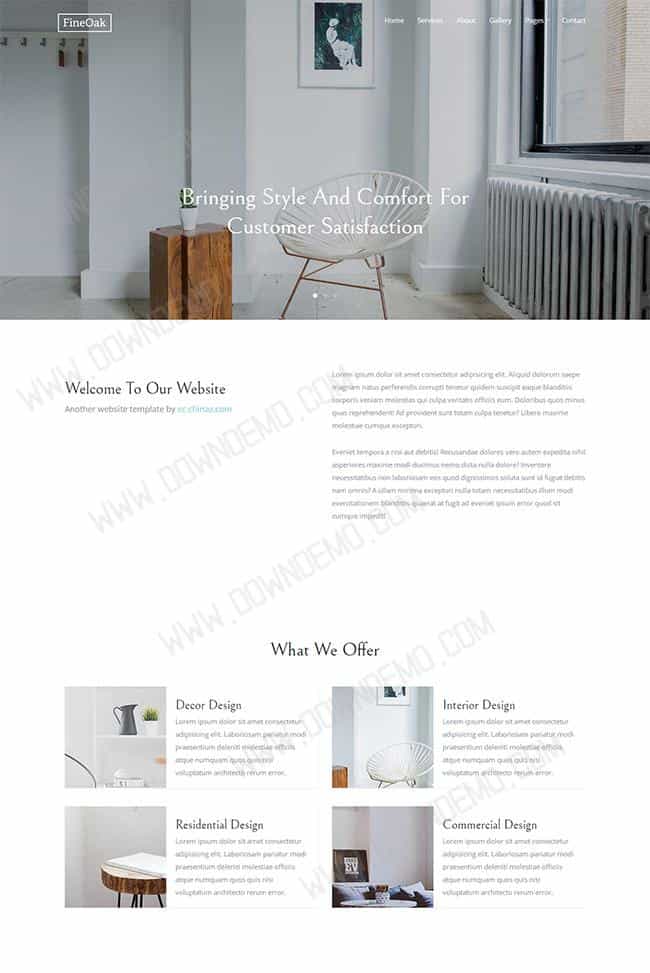 FineOak
Home Services About Gallery Pages Contact
Bringing Style And Comfort For
Customer Satisfaction
Welcome To Our Website
Another website template by sc.chinaz.com
Lorem ipsum dolor sit amet consectetur adipisicing elit. Aliquid dolorum saepe
magnam natus perferendis corrupti tenetur quidem suscipit eaque blanditiis
corporis veniam molestias qui culpa veritatis officiis eum. Doloribus quos minus
quas reprehenderit! Ad provident sunt totam culpa tenetur! Libero maxime
molestiae cumque excepturi.
Eveniet tempora a nisi aut debitis! Recusandae dolores vero autem expedita nihil
asperiores maxime modi ducimus nemo dicta nulla dolore? Inventore
necessitatibus non laboriosam eos quod dignissimos soluta sunt id fugiat debitis
nam omnis? A ullam minima excepturi nulla totam necessitatibus illum modi
exercitationem blanditiis quaerat at fugit ad eveniet ipsum error quod sit
cumque impedit!
What We Offer
Decor Design
Lorem ipsum dolor sit amet consectetur
adipisicing elit. Laboriosam pariatur modi
praesentium deleniti molestiae officiis
atque numquam quos quis nisi
voluptatum architecto rerum error.
Interior Design
Lorem ipsum dolor sit amet consectetur
adipisicing elit. Laboriosam pariatur modi
praesentium deleniti molestiae officiis
atque numquam quos quis nisi
voluptatum architecto rerum error.
Residential Design
Lorem ipsum dolor sit amet consectetur
adipisicing elit. Laboriosam pariatur modi
praesentium deleniti molestiae officiis
atque numquam quos quis nisi
voluptatum architecto rerum error.
Commercial Design
Lorem ipsum dolor sit amet consectetur
adipisicing elit. Laboriosam pariatur modi
praesentium deleniti molestiae officiis
atque numquam quos quis nisi
voluptatum architecto rerum error.
WWW.DOWNDEMO.COM
WWW.DOWNDEMO.COM
WWW.DOWNDEMO.COM